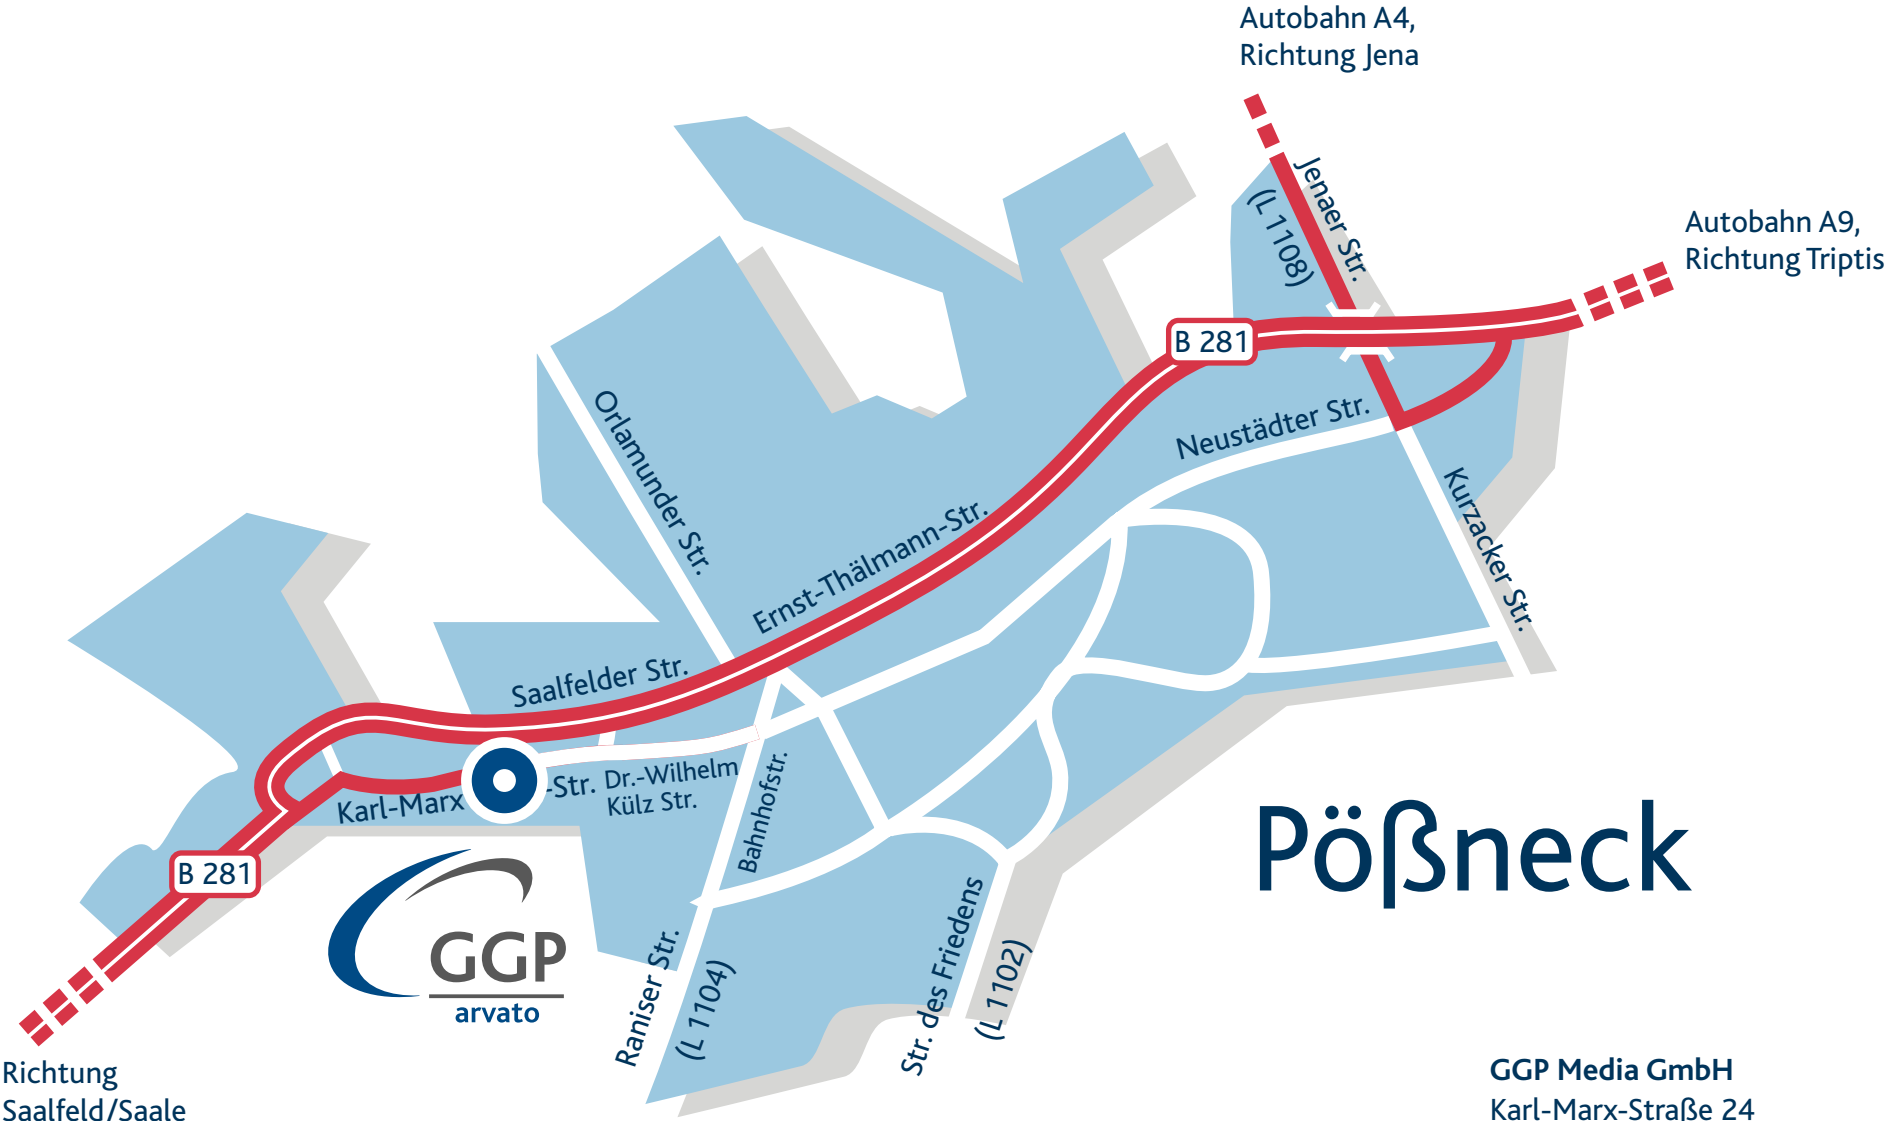 Autobahn A4,
Richtung Jena
Jenaer Str.
(L 1108)
Autobahn A9,
Richtung Triptis
B 281
Neustädter Str.
Orlamunder Str.
Kurzacker Str.
Ernst-Thälmann-Str.
Saalfelder Str.
Karl-Marx -Str.
Dr.-Wilhelm
Külz Str.
Bahnhofstr.
Pößneck
B 281
GGP
arvato
Raniser Str.
(L 1104)
Str. des Friedens
(L 1102)
Richtung
Saalfeld/Saale
GGP Media GmbH
Karl-Marx-Straße 24